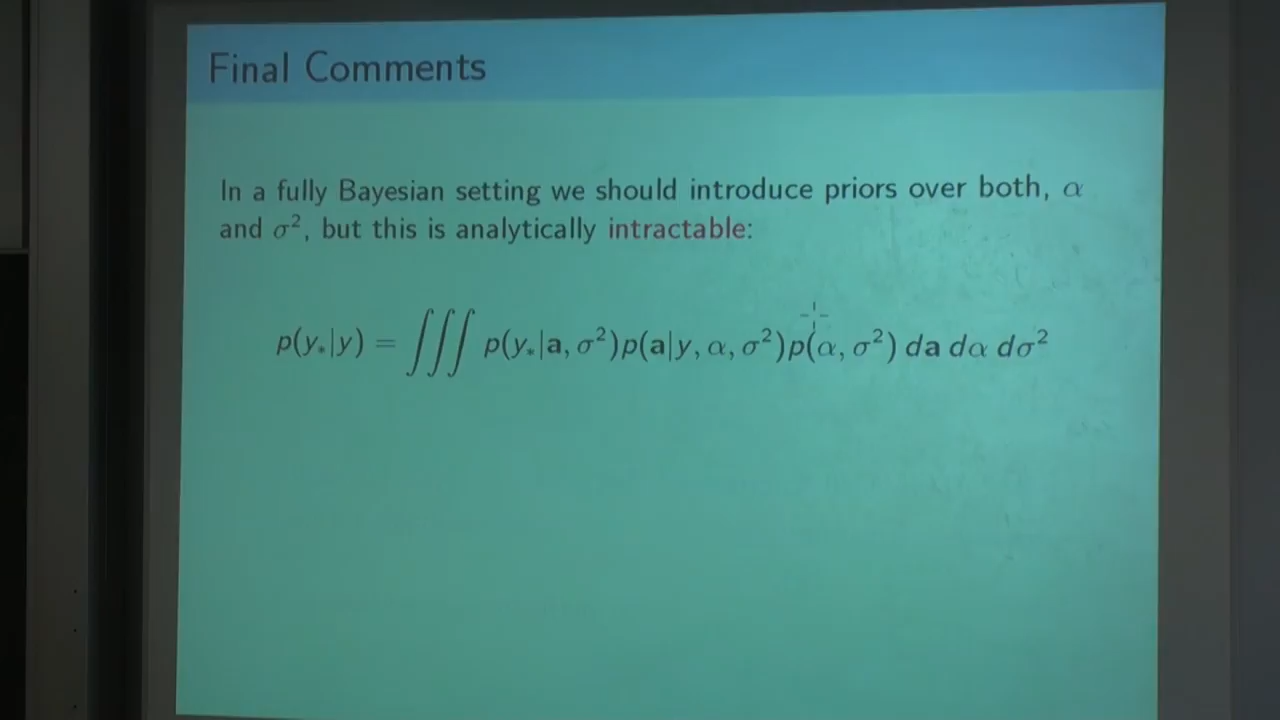 Final Comments
In a fully Bayesian setting we should introduce priors over both, α
and σ², but this is analytically intractable:
p(y*|y) = ∭ p(y*|a, σ²)p(a|y, α, σ²)p(α, σ²) da dα dσ²